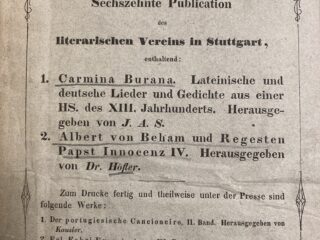 Sechszehnte Publication
des
literarischen Vereins in Stuttgart,
enthaltend:
1. Carmina Burana. Lateinische und
deutsche Lieder und Gedichte aus einer
HS. des XIII. Jahrhunderts. Herausge-
geben von J. A. S.
2. Albert von Beham und Regesten
Papst Innocenz IV. Herausgegeben
von Dr. Höfler.
Zum Drucke fertig und theilweise unter der Presse sind
folgende Werke:
1. Der portugiesische Cancioneiro, II. Band. Herausgegeben von
Kausler.